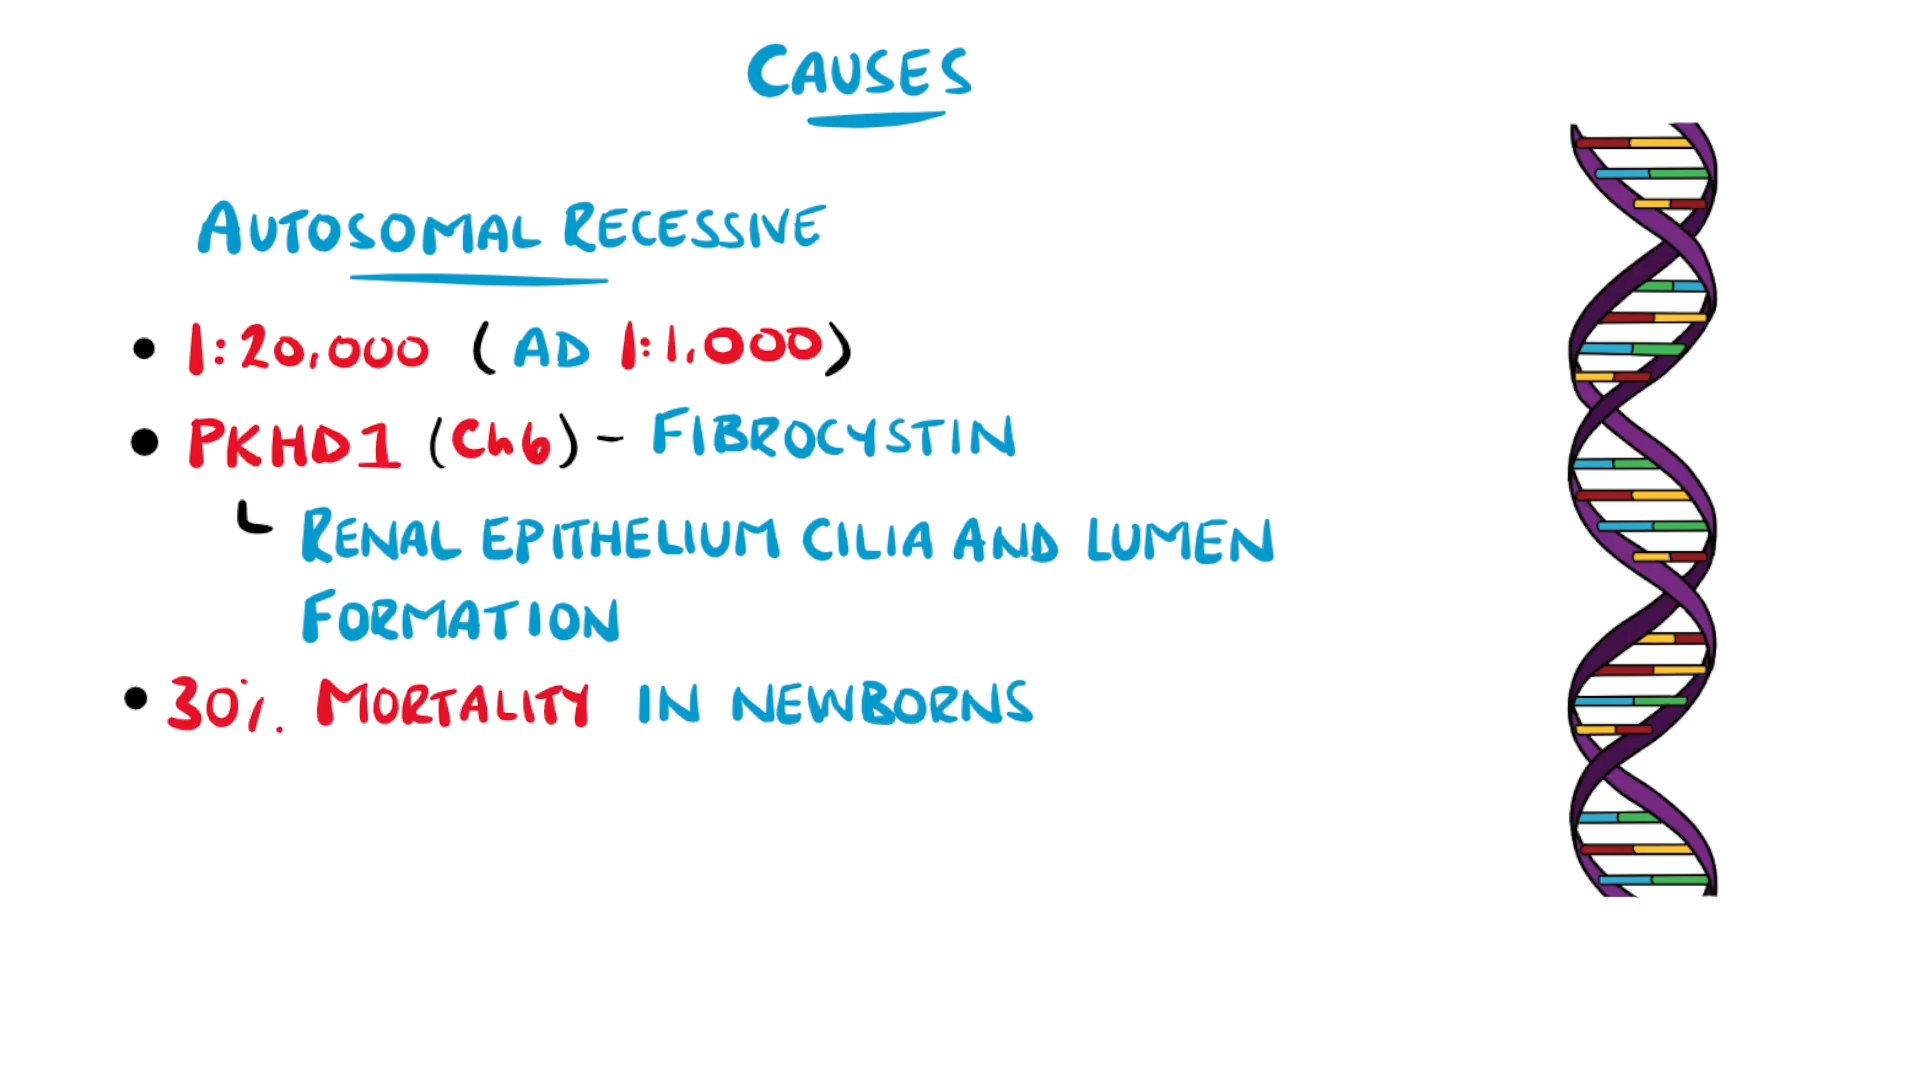 CAUSES
AUTOSOMAL RECESSIVE
• 1:20,000 (AD 1:1,000)
• PKHD1 (Ch6) - FIBROCYSTIN
RENAL EPITHELIUM CILIA AND LUMEN
FORMATION
• 30% MORTALITY IN NEWBORNS